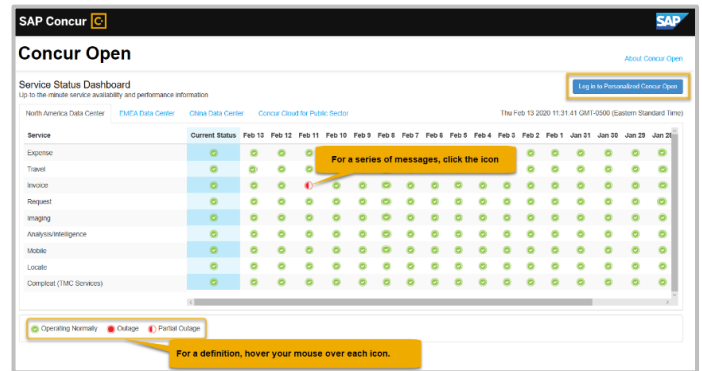 SAP Concur C
SAP
Concur Open
About Concur Open
Service Status Dashboard
Up-to-the-minute service availability and performance information
Log in to Personalized Concur Open
North America Data Center EMEA Data Center China Data Center Concur Cloud for Public Sector Thu Feb 13 2020 11:31:41 GMT-0500 (Eastern Standard Time)
Service Current Status Feb 13 Feb 12 Feb 11 Feb 10 Feb 9 Feb 8 Feb 7 Feb 6 Feb 5 Feb 4 Feb 3 Feb 2 Feb 1 Jan 31 Jan 30 Jan 29 Jan 28
Expense
For a series of messages, click the icon
Travel
Invoice
Request
Imaging
Analysis/Intelligence
Mobile
Locate
Compleat (TMC Services)
Operating Normally Outage Partial Outage
For a definition, hover your mouse over each icon.